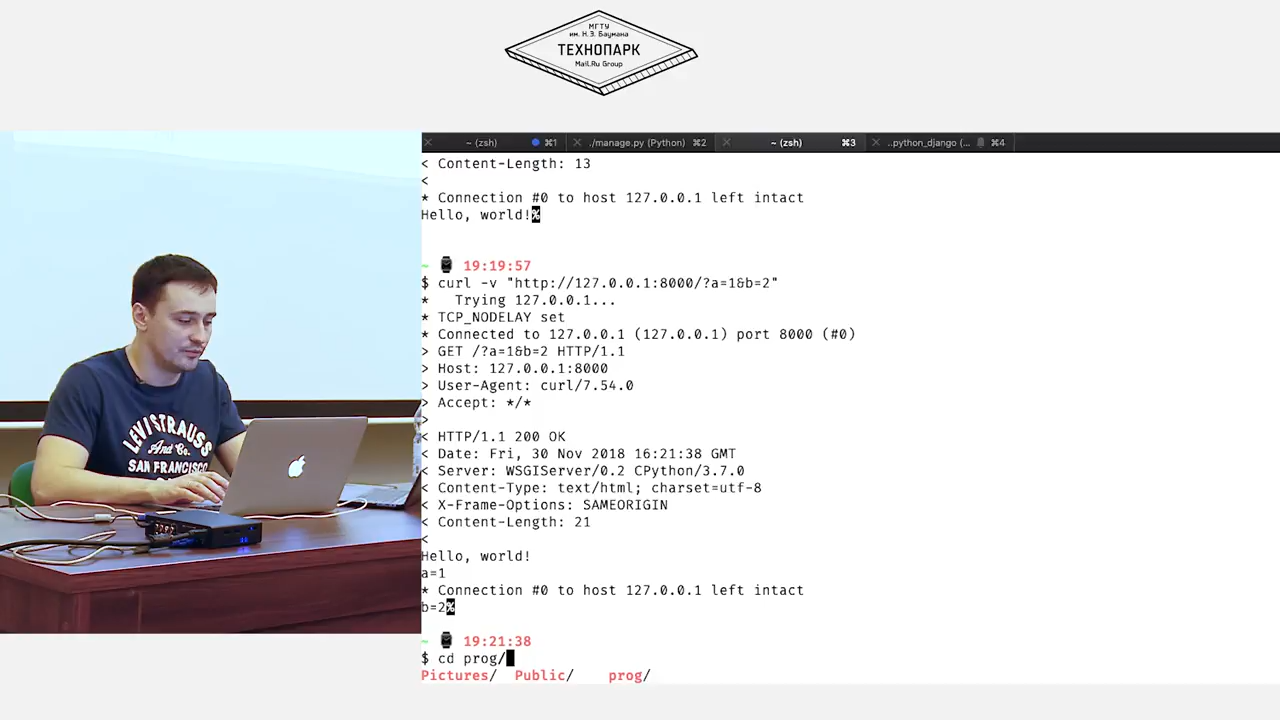 МГТУ
им. Н.Э. Баумана
ТЕХНОПАРК
Mail.Ru Group
~ (zsh) ⌘1
./manage.py (Python) ⌘2
~ (zsh) ⌘3
..python_django (... ⌘4
< Content-Length: 13
<
* Connection #0 to host 127.0.0.1 left intact
Hello, world!%
~ 19:19:57
$ curl -v "http://127.0.0.1:8000/?a=1&b=2"
*   Trying 127.0.0.1...
* TCP_NODELAY set
* Connected to 127.0.0.1 (127.0.0.1) port 8000 (#0)
> GET /?a=1&b=2 HTTP/1.1
> Host: 127.0.0.1:8000
> User-Agent: curl/7.54.0
> Accept: */*
>
< HTTP/1.1 200 OK
< Date: Fri, 30 Nov 2018 16:21:38 GMT
< Server: WSGIServer/0.2 CPython/3.7.0
< Content-Type: text/html; charset=utf-8
< X-Frame-Options: SAMEORIGIN
< Content-Length: 21
<
Hello, world!
a=1
* Connection #0 to host 127.0.0.1 left intact
b=2%
~ 19:21:38
$ cd prog/
Pictures/ Public/ prog/
LEVI STRAUSS
And Co.
SAN FRANCISCO